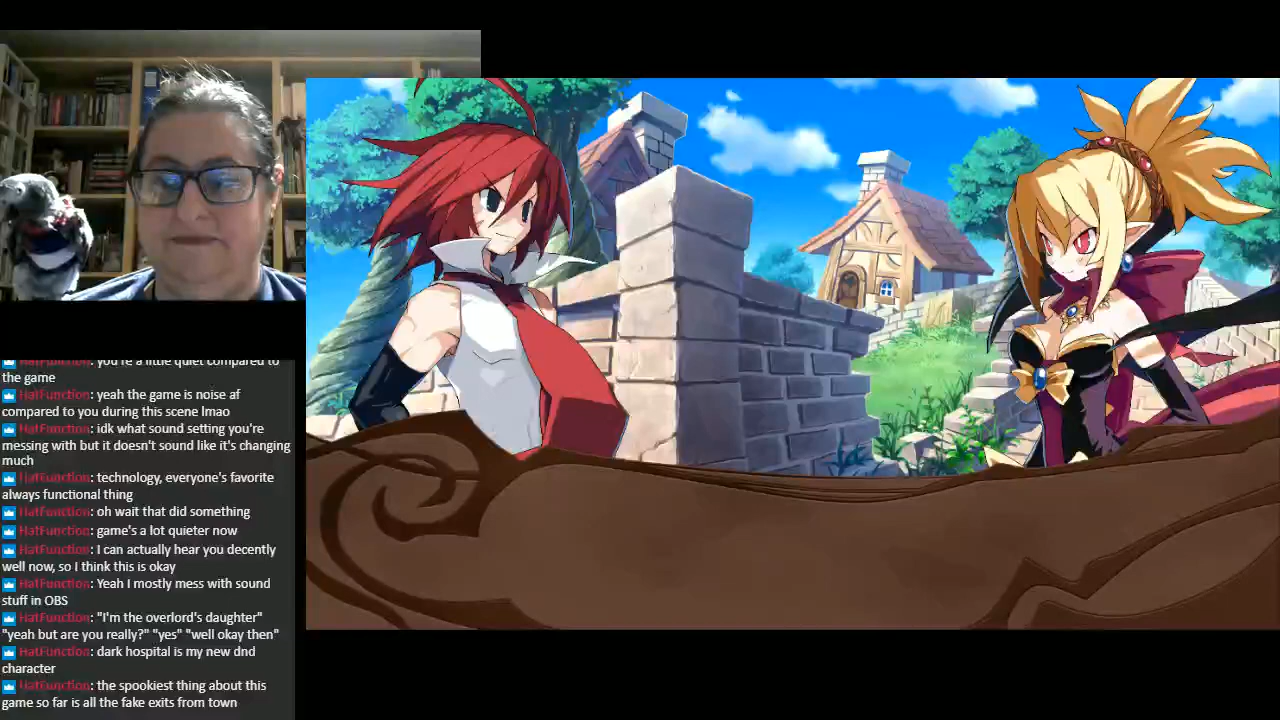 HatFunction: you're a little quiet compared to
the game
HatFunction: yeah the game is noise af
compared to you during this scene lmao
HatFunction: idk what sound setting you're
messing with but it doesn't sound like it's changing
much
HatFunction: technology, everyone's favorite
always functional thing
HatFunction: oh wait that did something
HatFunction: game's a lot quieter now
HatFunction: I can actually hear you decently
well now, so I think this is okay
HatFunction: Yeah I mostly mess with sound
stuff in OBS
HatFunction: "I'm the overlord's daughter"
"yeah but are you really?" "yes" "well okay then"
HatFunction: dark hospital is my new dnd
character
HatFunction: the spookiest thing about this
game so far is all the fake exits from town